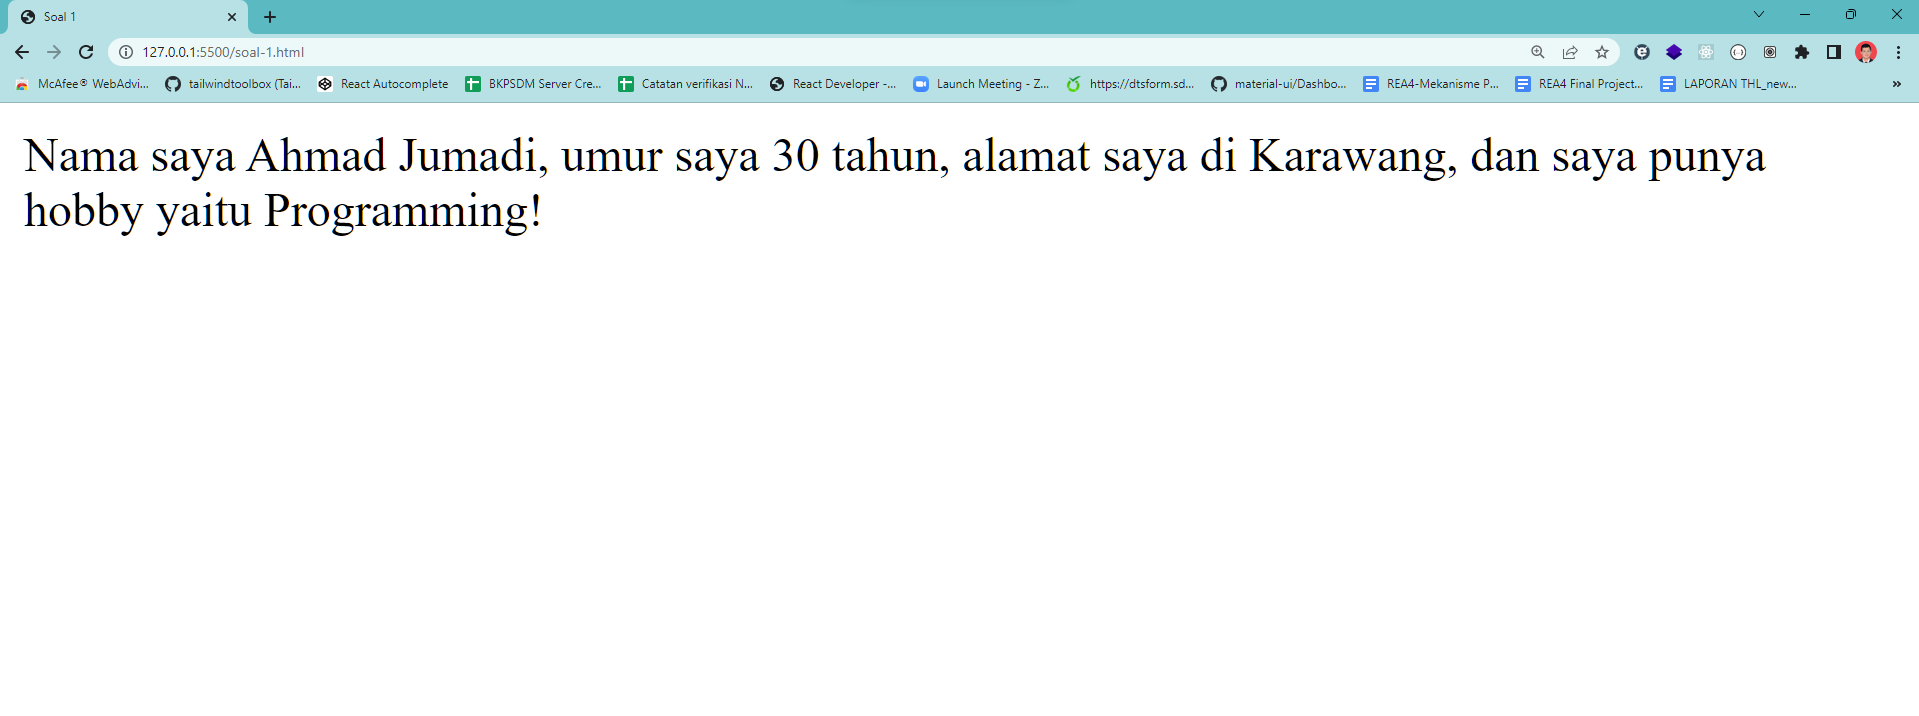 Soal 1
127.0.0.1:5500/soal-1.html
McAfee® WebAdvi... tailwindtoolbox (Tai... React Autocomplete BKPSDM Server Cre... Catatan verifikasi N... React Developer -... Launch Meeting - Z... https://dtsform.sd... material-ui/Dashbo... REA4-Mekanisme P... REA4 Final Project... LAPORAN THL_new...
Nama saya Ahmad Jumadi, umur saya 30 tahun, alamat saya di Karawang, dan saya punya
hobby yaitu Programming!